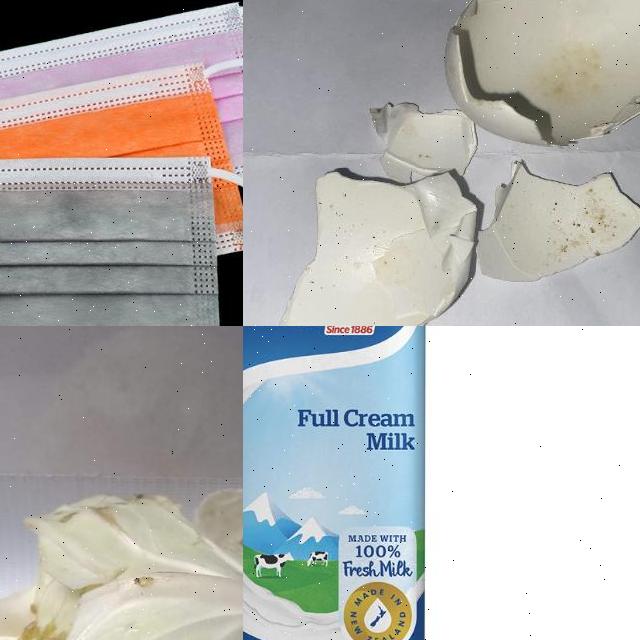 Since 1886
Full Cream
Milk
MADE WITH
100%
Fresh Milk
MADE IN
NEW ZEALAND